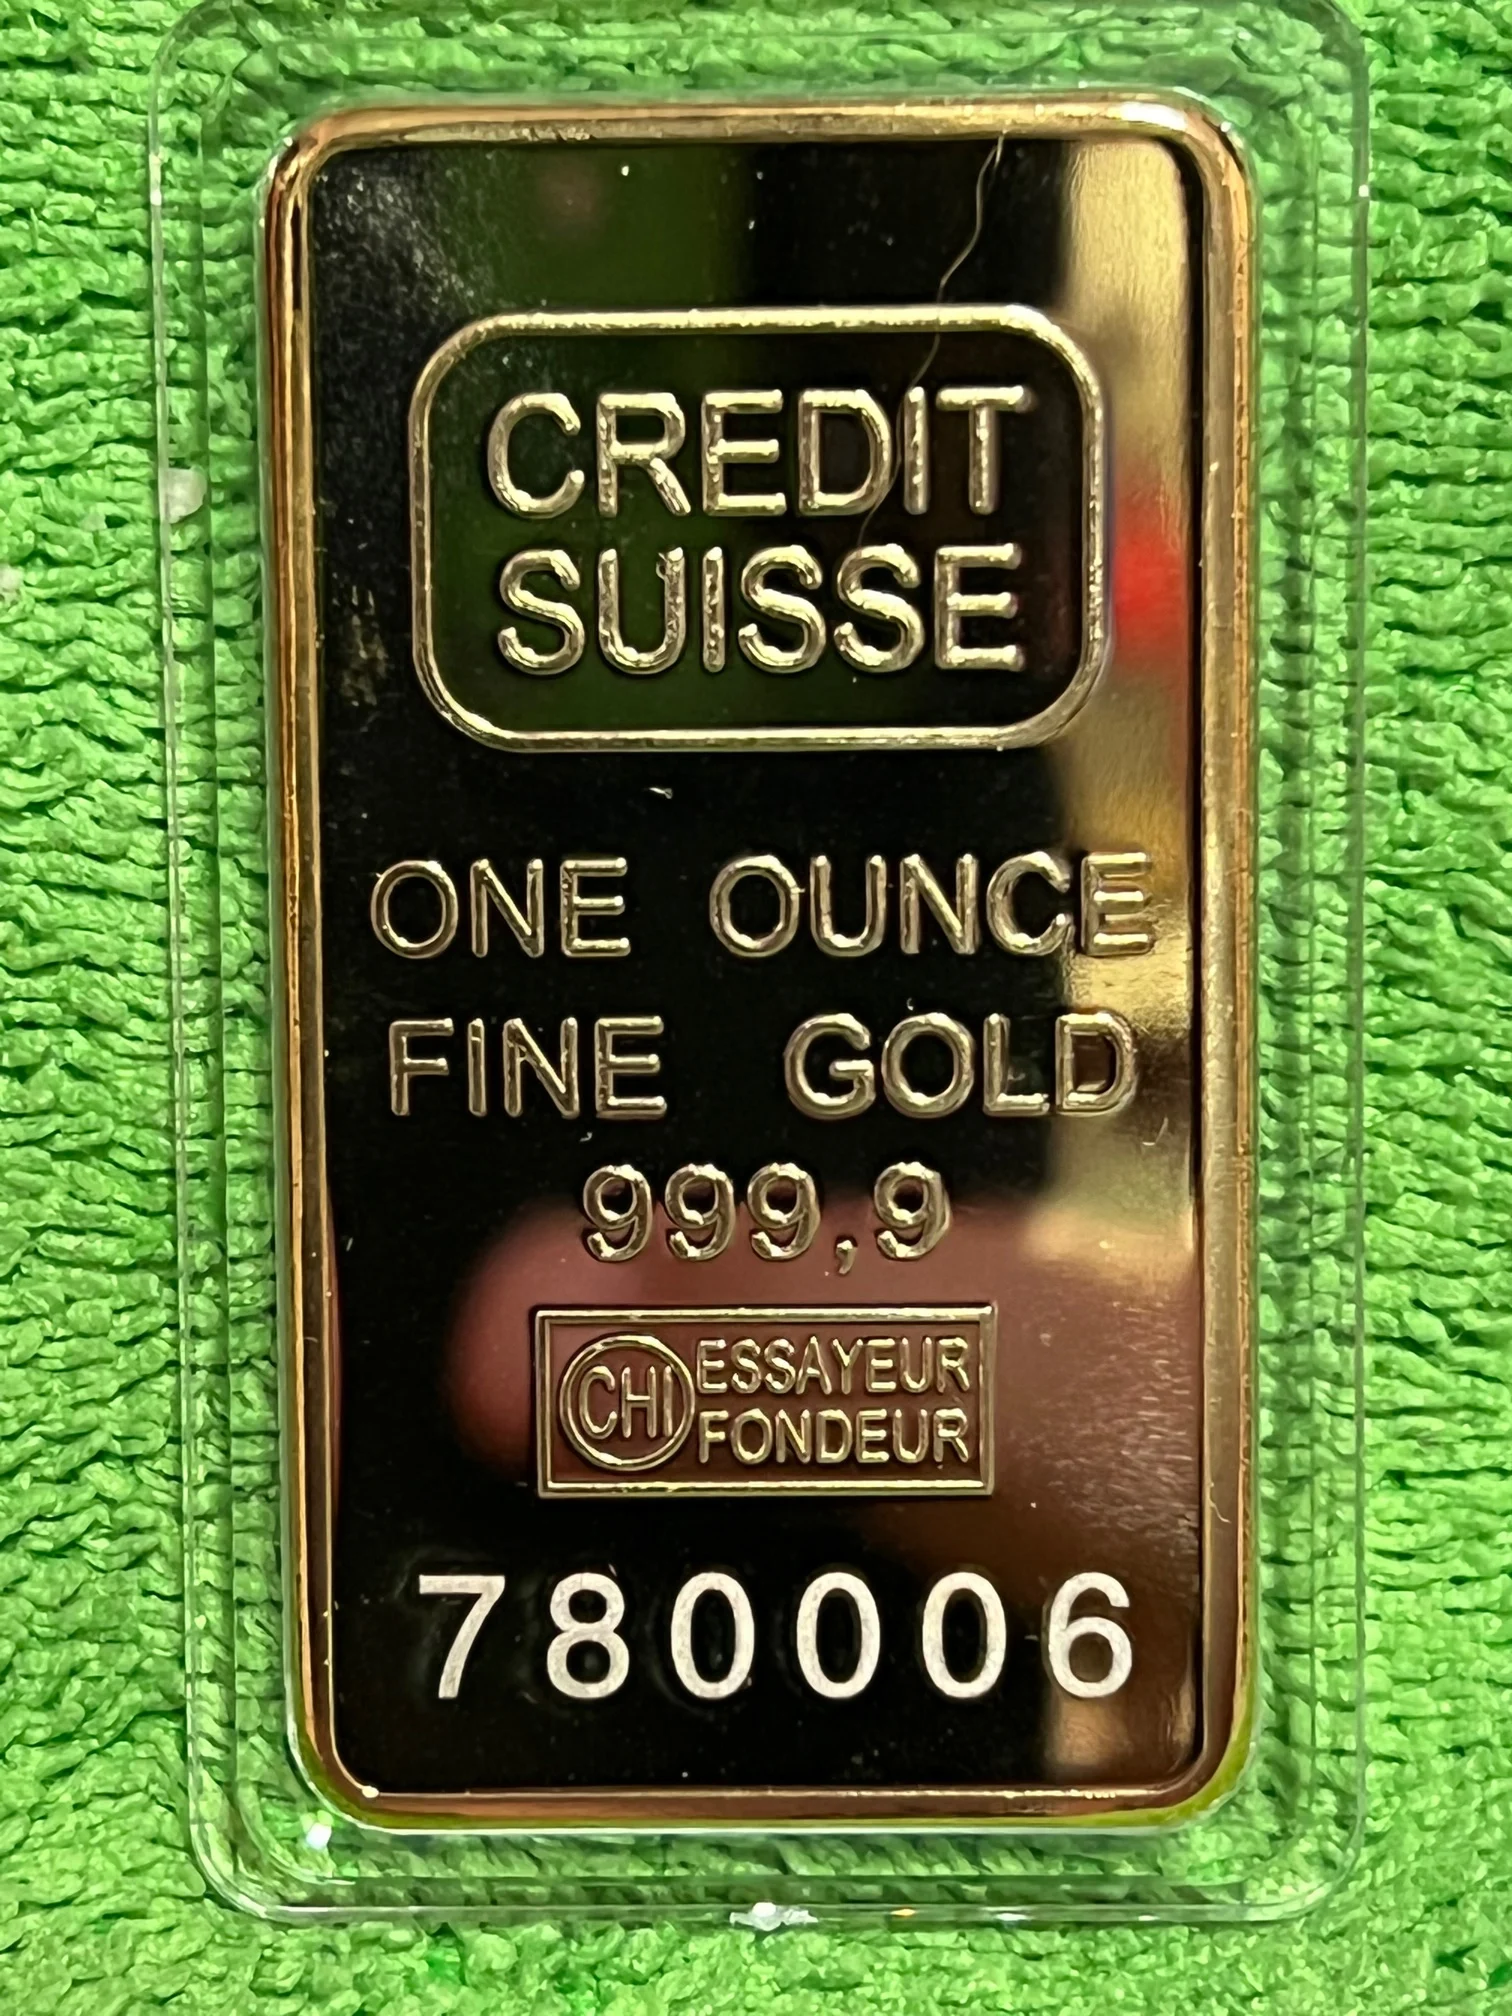 CREDIT
SUISSE
ONE OUNCE
FINE GOLD
999,9
CHI ESSAYEUR
FONDEUR
780006